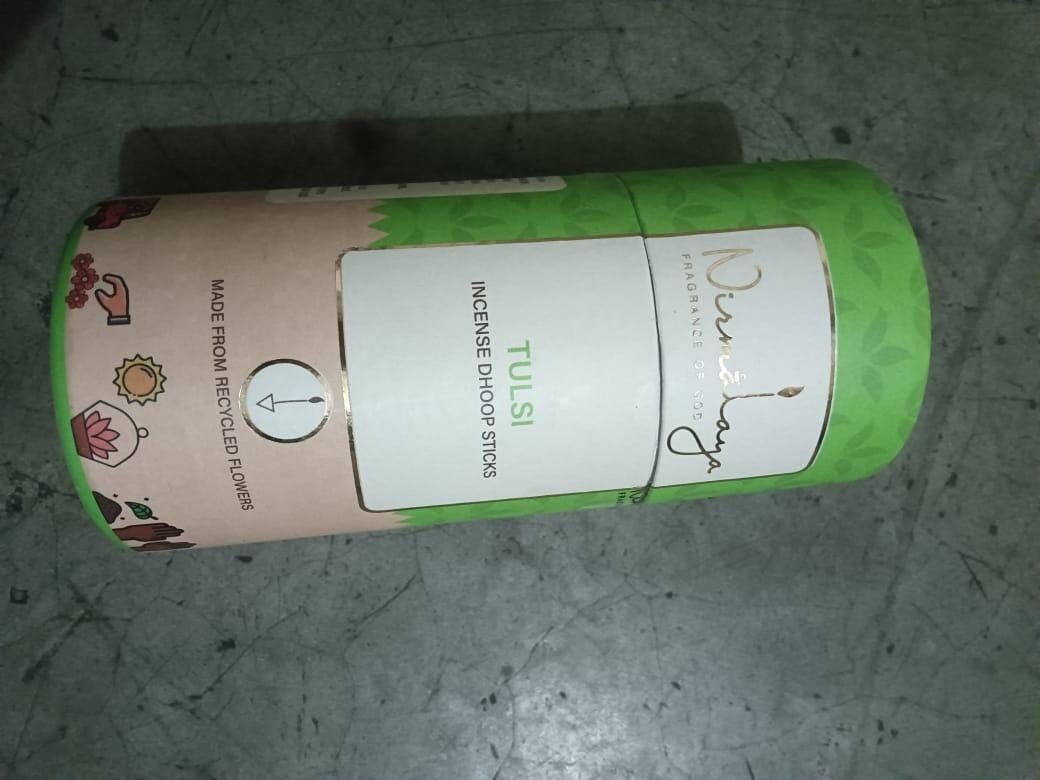 Nirmalaya
FRAGRANCE OF GOD
TULSI
INCENSE DHOOP STICKS
MADE FROM RECYCLED FLOWERS